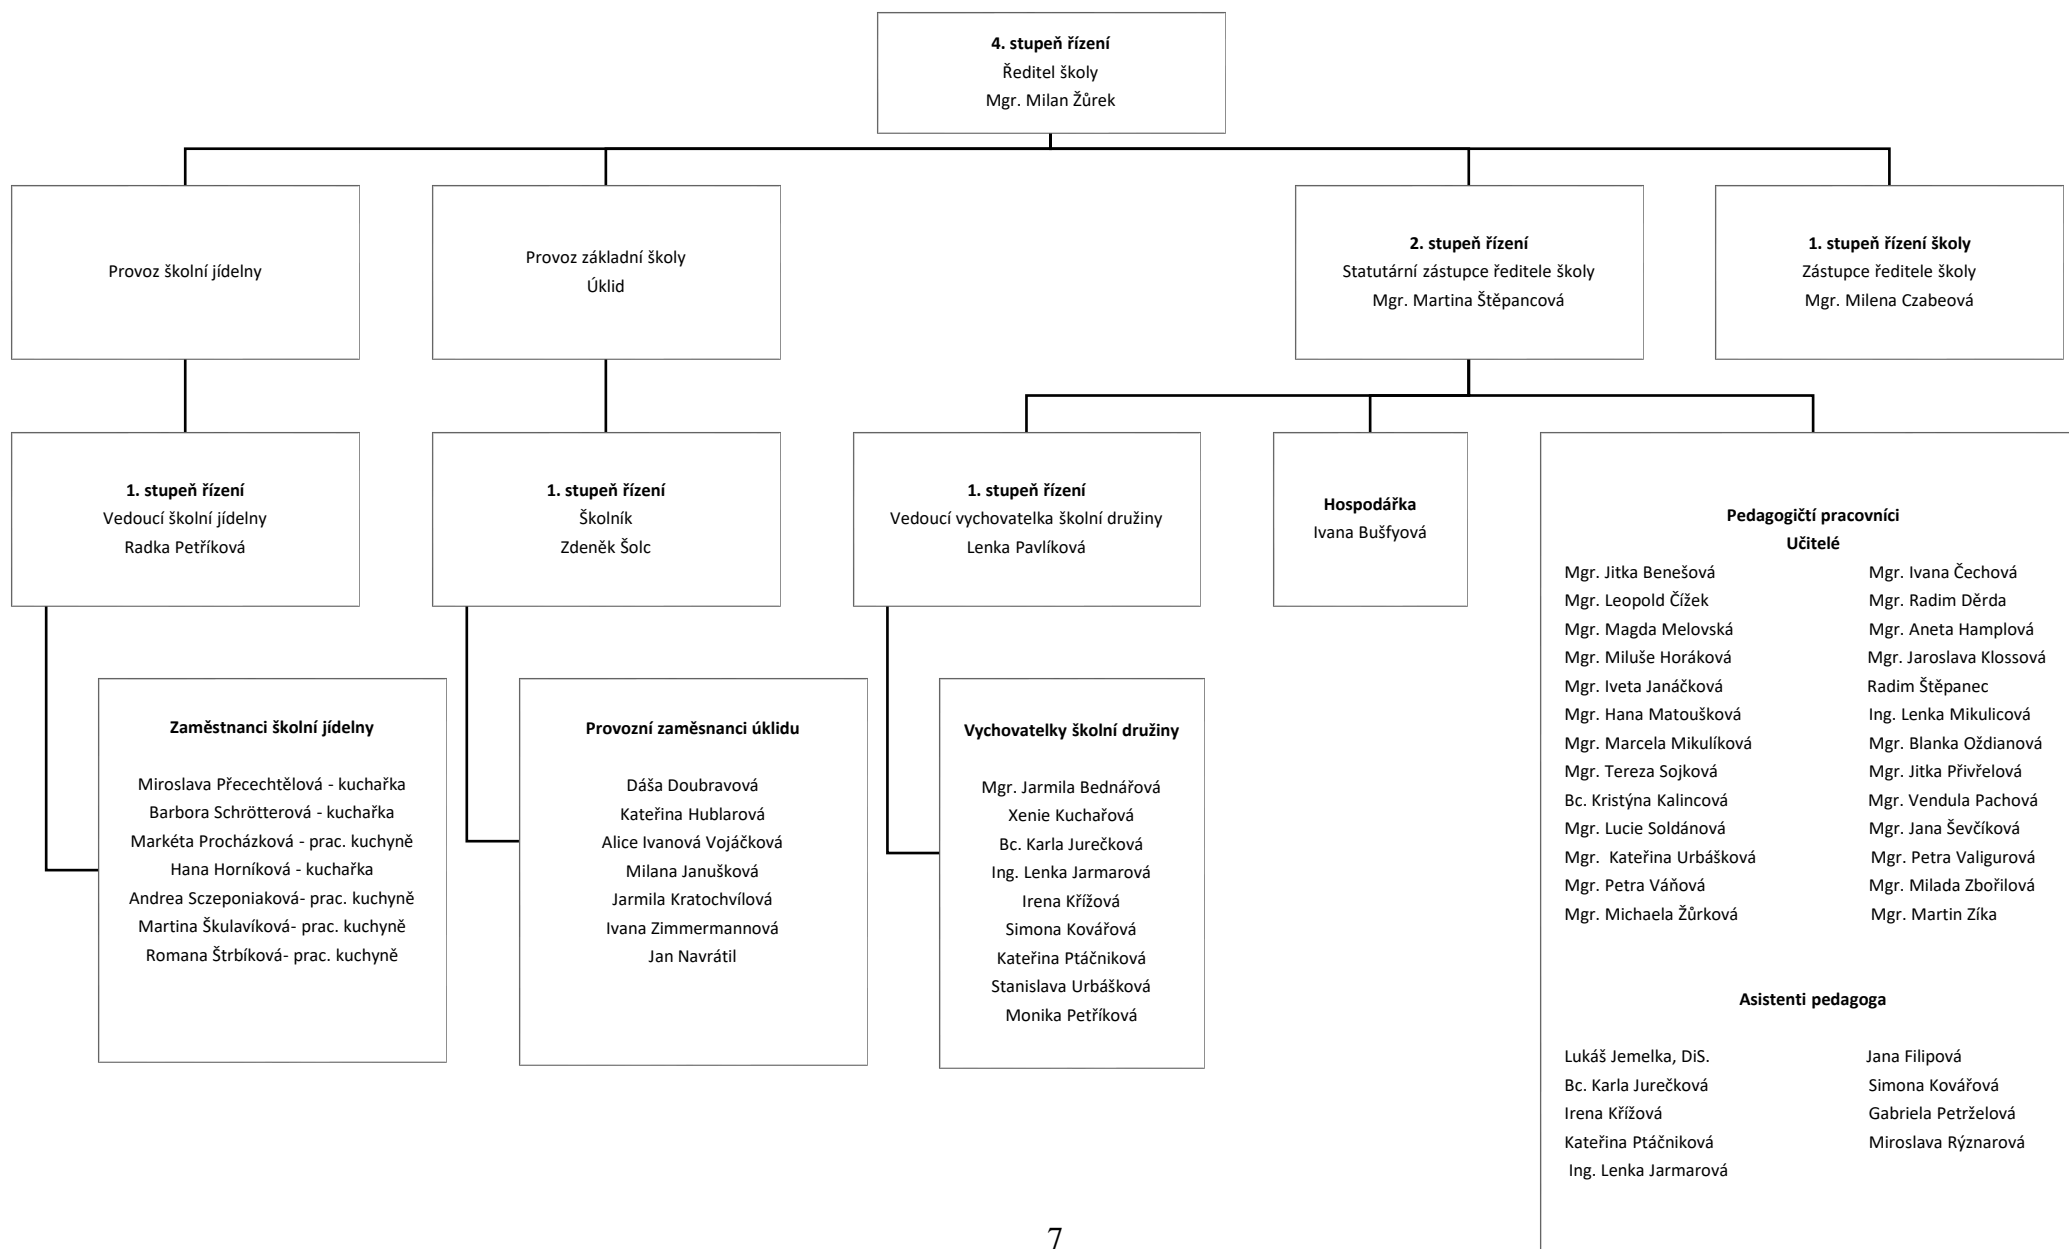 4. stupeň řízení
Ředitel školy
Mgr. Milan Žůrek
Provoz školní jídelny
Provoz základní školy
Úklid
2. stupeň řízení
Statutární zástupce ředitele školy
Mgr. Martina Štěpancová
1. stupeň řízení školy
Zástupce ředitele školy
Mgr. Milena Czabeová
1. stupeň řízení
Vedoucí školní jídelny
Radka Petříková
1. stupeň řízení
Školník
Zdeněk Šolc
1. stupeň řízení
Vedoucí vychovatelka školní družiny
Lenka Pavlíková
Hospodářka
Ivana Bušfyová
Pedagogičtí pracovníci
Učitelé
Mgr. Jitka Benešová Mgr. Ivana Čechová
Mgr. Leopold Čížek Mgr. Radim Děrda
Mgr. Magda Melovská Mgr. Aneta Hamplová
Mgr. Miluše Horáková Mgr. Jaroslava Klossová
Mgr. Iveta Janáčková Radim Štěpanec
Mgr. Hana Matoušková Ing. Lenka Mikulicová
Mgr. Marcela Mikulíková Mgr. Blanka Oždianová
Mgr. Tereza Sojková Mgr. Jitka Přivřelová
Bc. Kristýna Kalincová Mgr. Vendula Pachová
Mgr. Lucie Soldánová Mgr. Jana Ševčíková
Mgr. Kateřina Urbášková Mgr. Petra Valigurová
Mgr. Petra Váňová Mgr. Milada Zbořilová
Mgr. Michaela Žůrková Mgr. Martin Zíka
Asistenti pedagoga
Lukáš Jemelka, DiS. Jana Filipová
Bc. Karla Jurečková Simona Kovářová
Irena Křížová Gabriela Petrželová
Kateřina Ptáčniková Miroslava Rýznarová
Ing. Lenka Jarmarová
Zaměstnanci školní jídelny
Miroslava Přecechtělová - kuchařka
Barbora Schrötterová - kuchařka
Markéta Procházková - prac. kuchyně
Hana Horníková - kuchařka
Andrea Sczeponiaková- prac. kuchyně
Martina Škulavíková- prac. kuchyně
Romana Štrbíková- prac. kuchyně
Provozní zaměsnanci úklidu
Dáša Doubravová
Kateřina Hublarová
Alice Ivanová Vojáčková
Milana Janušková
Jarmila Kratochvílová
Ivana Zimmermannová
Jan Navrátil
Vychovatelky školní družiny
Mgr. Jarmila Bednářová
Xenie Kuchařová
Bc. Karla Jurečková
Ing. Lenka Jarmarová
Irena Křížová
Simona Kovářová
Kateřina Ptáčniková
Stanislava Urbášková
Monika Petříková
7